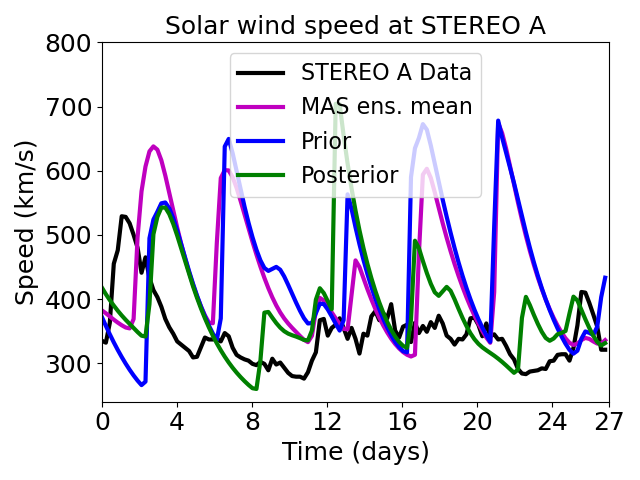 Solar wind speed at STEREO A
800
700
600
500
400
300
Speed (km/s)
STEREO A Data
MAS ens. mean
Prior
Posterior
0 4 8 12 16 20 24 27
Time (days)